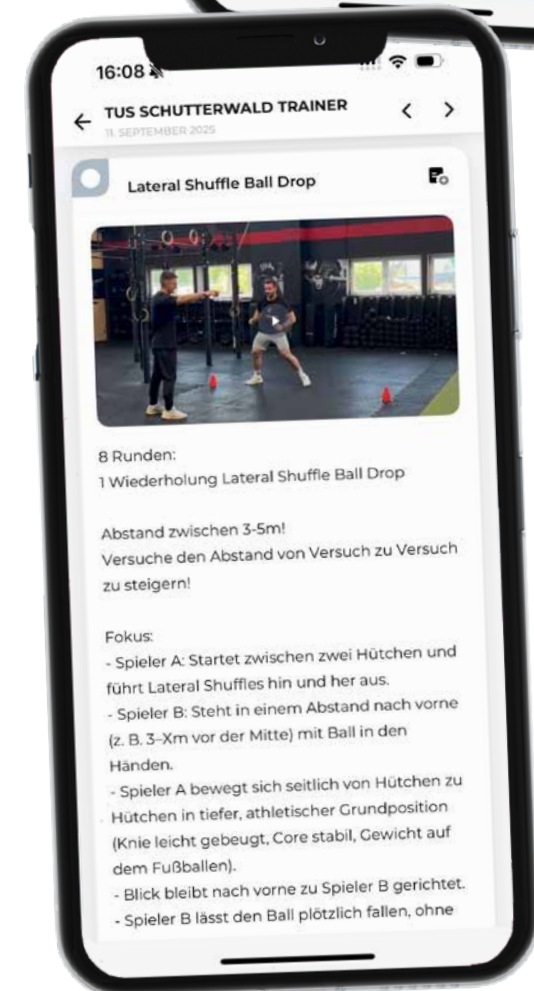 16:08
TUS SCHUTTERWALD TRAINER
11. SEPTEMBER 2025
Lateral Shuffle Ball Drop
8 Runden:
1 Wiederholung Lateral Shuffle Ball Drop
Abstand zwischen 3-5m!
Versuche den Abstand von Versuch zu Versuch
zu steigern!
Fokus:
- Spieler A: Startet zwischen zwei Hütchen und
führt Lateral Shuffles hin und her aus.
- Spieler B: Steht in einem Abstand nach vorne
(z. B. 3–Xm vor der Mitte) mit Ball in den
Händen.
- Spieler A bewegt sich seitlich von Hütchen zu
Hütchen in tiefer, athletischer Grundposition
(Knie leicht gebeugt, Core stabil, Gewicht auf
dem Fußballen).
- Blick bleibt nach vorne zu Spieler B gerichtet.
- Spieler B lässt den Ball plötzlich fallen, ohne